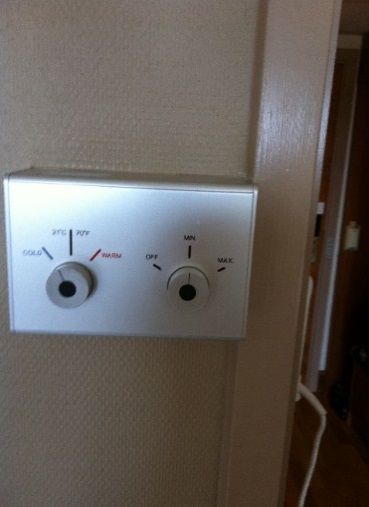 21°C 70°F
COLD WARM
MIN.
OFF MAX.